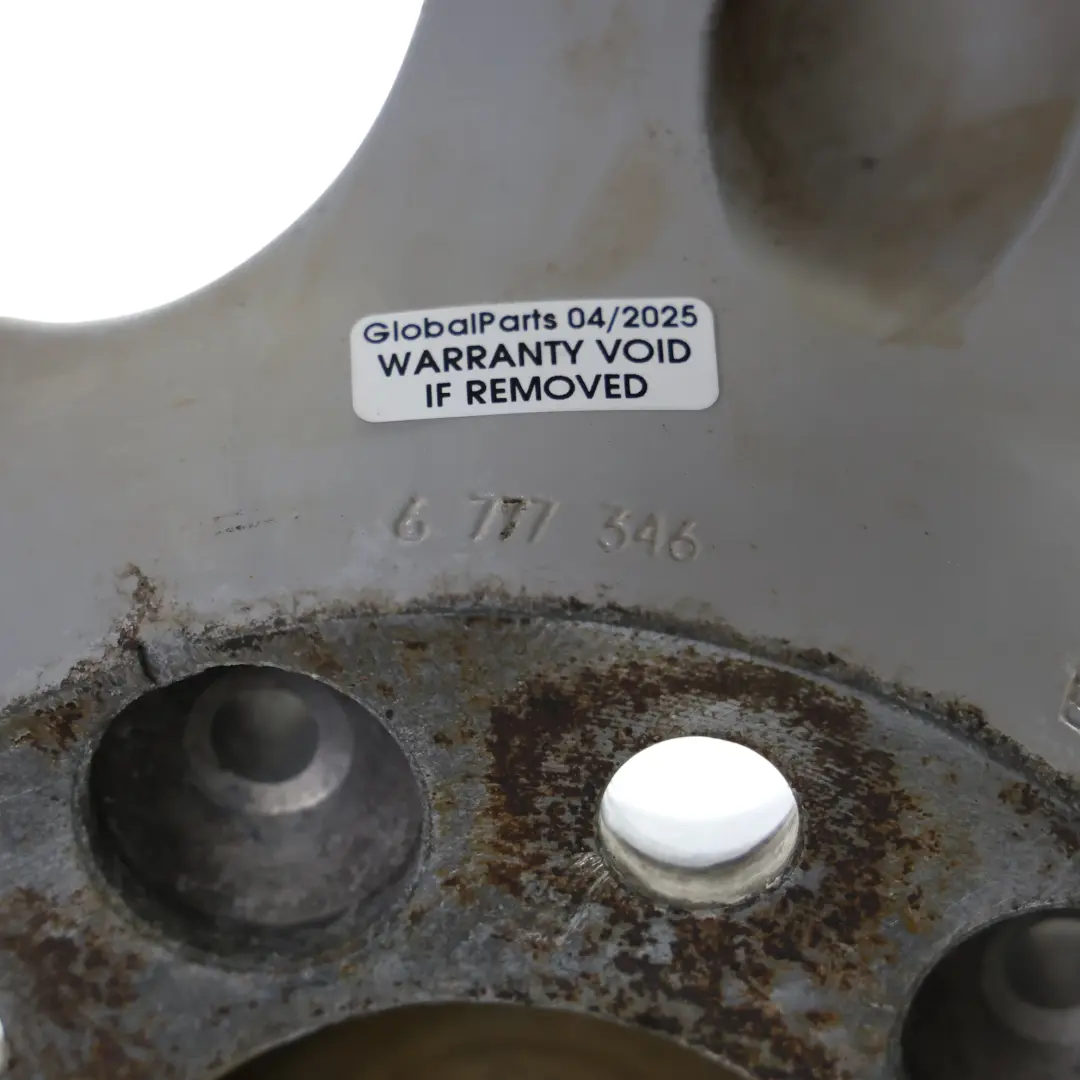 GlobalParts 04/2025
WARRANTY VOID
IF REMOVED
6 777 346